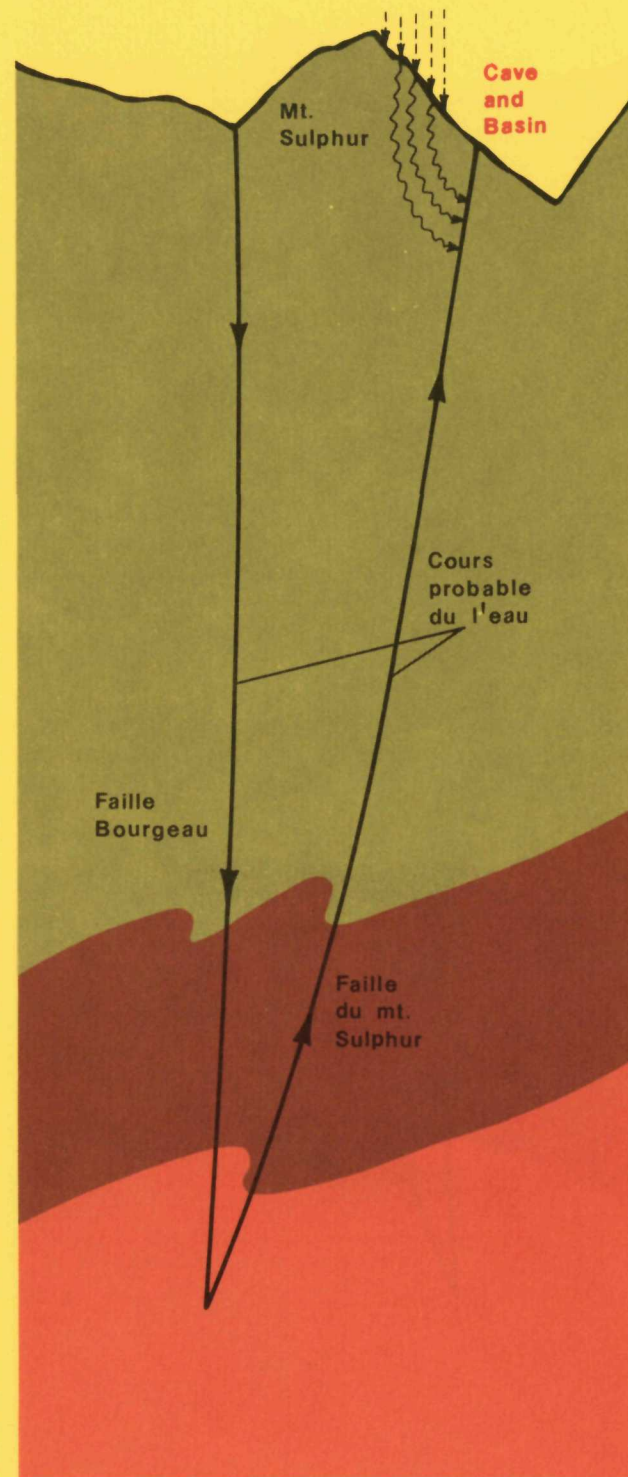 Cave
and
Basin
Mt.
Sulphur
Cours
probable
du l'eau
Faille
Bourgeau
Faille
du mt.
Sulphur